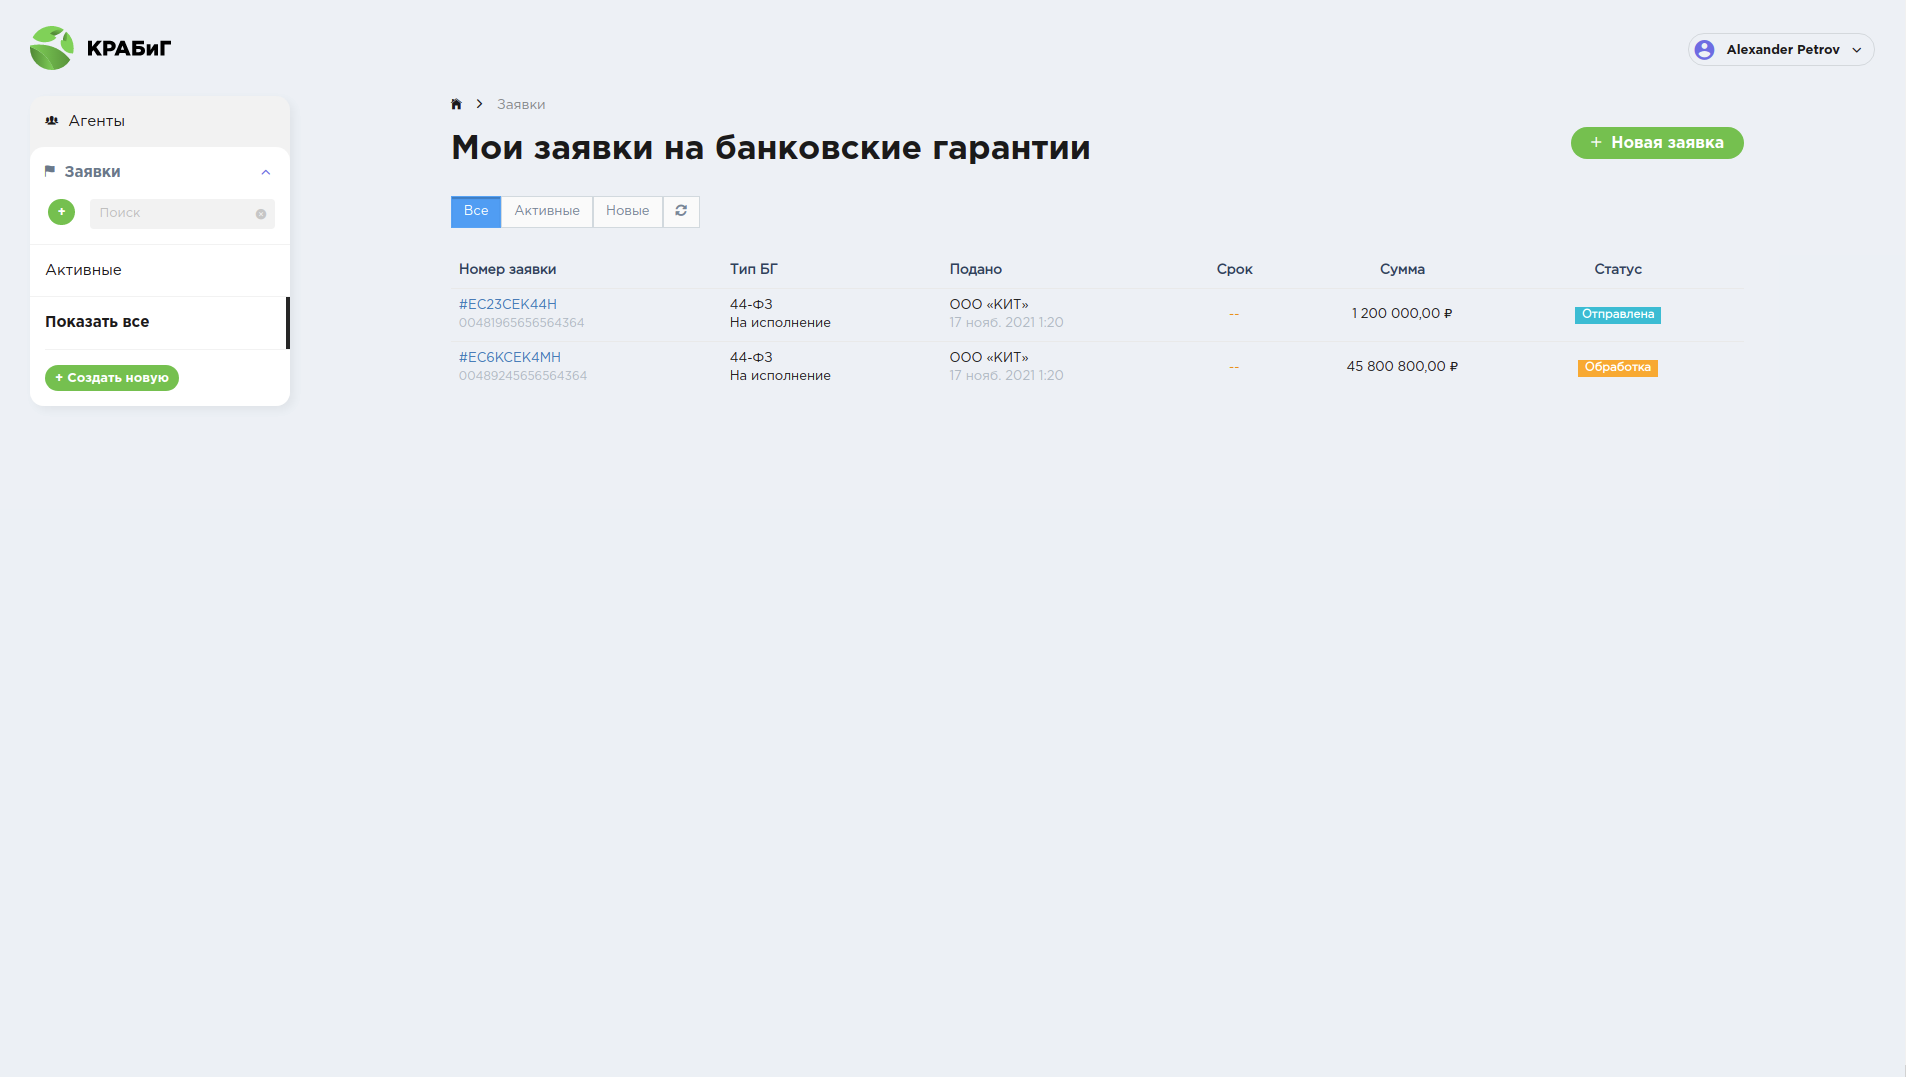 КРАБиГ
Alexander Petrov
Агенты
Заявки
+ Поиск
Активные
Показать все
+ Создать новую
Заявки
Мои заявки на банковские гарантии
+ Новая заявка
Все Активные Новые
Номер заявки Тип БГ Подано Срок Сумма Статус
#EC23CEK44H 44-ФЗ ООО «КИТ» -- 1 200 000,00 ₽ Отправлена
00481965656564364 На исполнение 17 нояб. 2021 1:20
#EC6KCEK4MH 44-ФЗ ООО «КИТ» -- 45 800 800,00 ₽ Обработка
00489245656564364 На исполнение 17 нояб. 2021 1:20